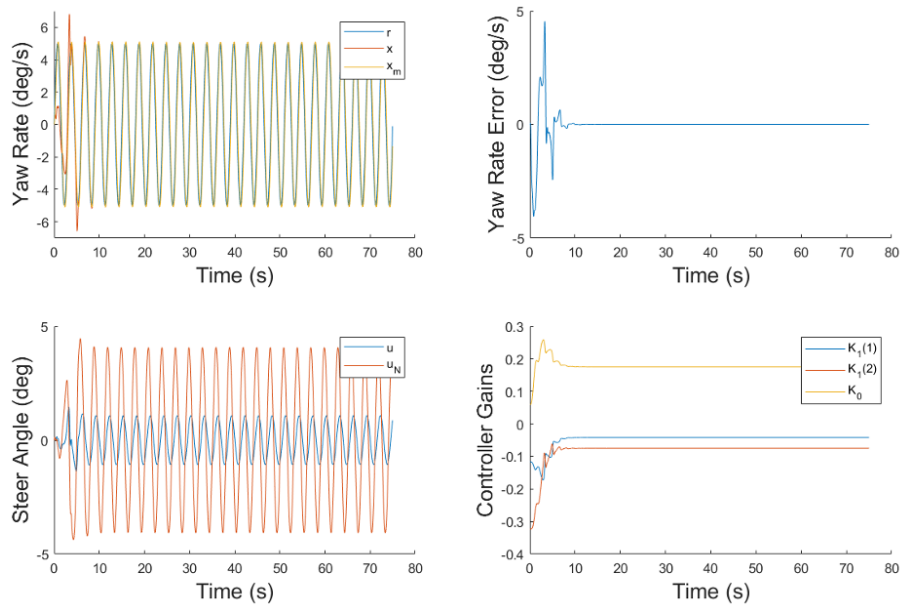 Yaw Rate (deg/s)
6
4
2
0
-2
-4
-6
r
x
x_m
0 10 20 30 40 50 60 70 80
Time (s)
Yaw Rate Error (deg/s)
5
0
-5
0 10 20 30 40 50 60 70 80
Time (s)
Steer Angle (deg)
5
0
-5
u
u_N
0 10 20 30 40 50 60 70 80
Time (s)
Controller Gains
0.3
0.2
0.1
0
-0.1
-0.2
-0.3
-0.4
K_1(1)
K_1(2)
K_0
0 10 20 30 40 50 60 70 80
Time (s)